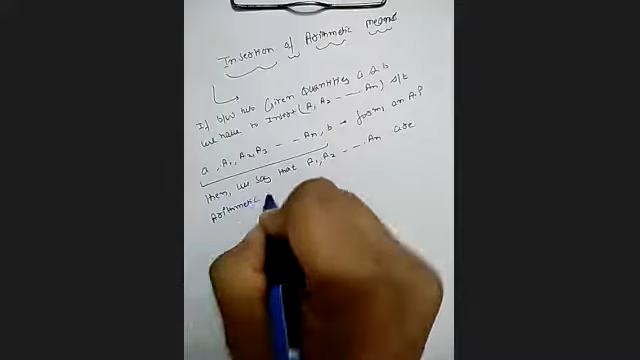 Insertion of Arithmetic Means
If b/w two Given Quantities a & b
we have to Insert (A1, A2 - - - An) s/t
a, A1, A2, A3 - - - An, b → form, an A.P
then, we say that A1, A2 - - . An are
Arithmetic